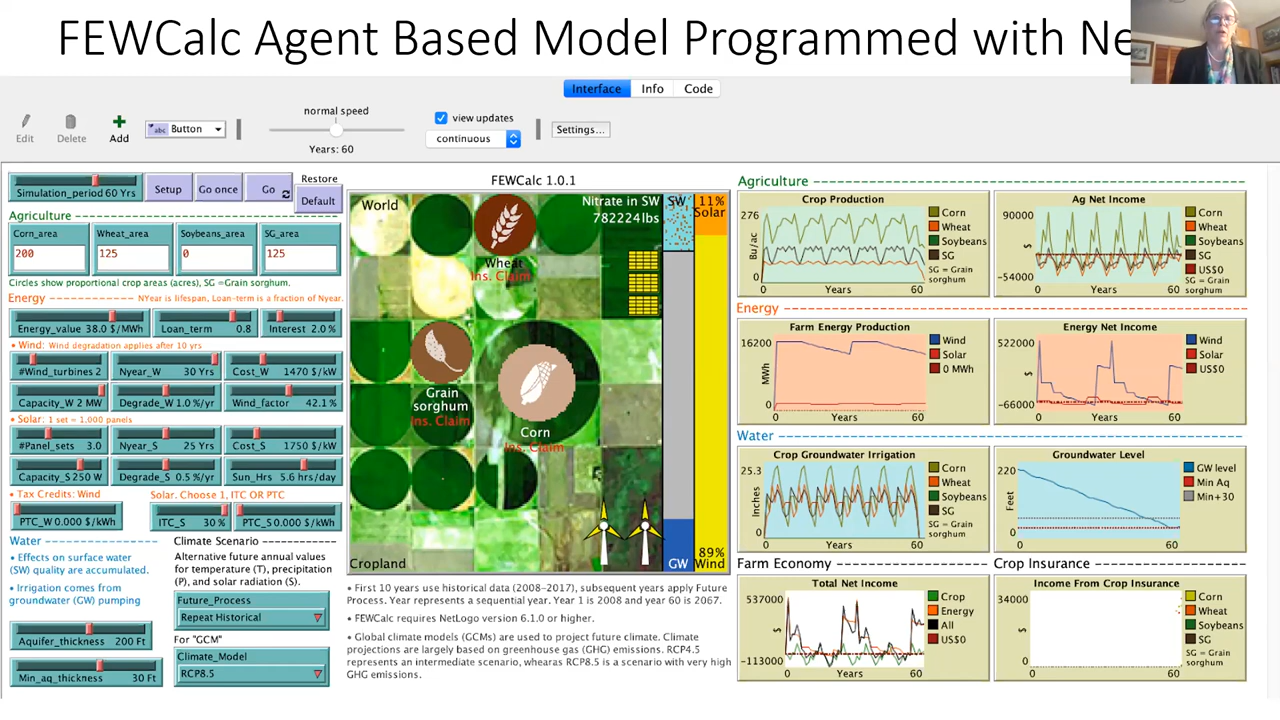 FEWCalc Agent Based Model Programmed with Ne
Interface Info Code
Edit Delete Add
abc Button
normal speed
Years: 60
view updates
continuous
Settings...
Simulation_period 60 Yrs
Setup
Go once
Go
Restore
Default
Agriculture
Corn_area
200
Wheat_area
125
Soybeans_area
0
SG_area
125
Circles show proportional crop areas (acres), SG =Grain sorghum.
Energy
NYear is lifespan, Loan-term is a fraction of Nyear.
Energy_value 38.0 $/MWh
Loan_term 0.8
Interest 2.0 %
• Wind: Wind degradation applies after 10 yrs
#Wind_turbines 2
Nyear_W 30 Yrs
Cost_W 1470 $/kW
Capacity_W 2 MW
Degrade_W 1.0 %/yr
Wind_factor 42.1 %
• Solar: 1 set = 1,000 panels
#Panel_sets 3.0
Nyear_S 25 Yrs
Cost_S 1750 $/kW
Capacity_S 250 W
Degrade_S 0.5 %/yr
Sun_Hrs 5.6 hrs/day
• Tax Credits: Wind
Solar. Choose 1, ITC OR PTC
PTC_W 0.000 $/kWh
ITC_S 30 %
PTC_S 0.000 $/kWh
Water
• Effects on surface water
(SW) quality are accumulated.
• Irrigation comes from
groundwater (GW) pumping
Aquifer_thickness 200 Ft
Min_aq_thickness 30 Ft
Climate Scenario
Alternative future annual values
for temperature (T), precipitation
(P), and solar radiation (S).
Future_Process
Repeat Historical
For "GCM"
Climate_Model
RCP8.5
FEWCalc 1.0.1
World
Nitrate in SW
782224lbs
SW
11%
Solar
Wheat
Ins. Claim
Grain
sorghum
Ins. Claim
Corn
Ins. Claim
Cropland
GW
89%
Wind
• First 10 years use historical data (2008-2017), subsequent years apply Future
Process. Year represents a sequential year. Year 1 is 2008 and year 60 is 2067.
• FEWCalc requires NetLogo version 6.1.0 or higher.
• Global climate models (GCMs) are used to project future climate. Climate
projections are largely based on greenhouse gas (GHG) emissions. RCP4.5
represents an intermediate scenario, whearas RCP8.5 is a scenario with very high
GHG emissions.
Agriculture
Crop Production
276
Bu/ac
0
0
Years
60
Corn
Wheat
Soybeans
SG
SG = Grain
sorghum
Ag Net Income
90000
$
-54000
0
Years
60
Corn
Wheat
Soybeans
SG
US$0
SG = Grain
sorghum
Energy
Farm Energy Production
16200
MWh
0
0
Years
60
Wind
Solar
0 MWh
Energy Net Income
522000
$
-66000
0
Years
60
Wind
Solar
US$0
Water
Crop Groundwater Irrigation
25.3
Inches
0
0
Years
60
Corn
Wheat
Soybeans
SG
SG = Grain
sorghum
Groundwater Level
220
Feet
0
0
Years
60
GW level
Min Aq
Min+30
Farm Economy
Total Net Income
537000
$
-113000
0
Years
60
Crop
Energy
All
US$0
Crop Insurance
Income From Crop Insurance
34000
$
0
0
Years
60
Corn
Wheat
Soybeans
SG
SG = Grain
sorghum